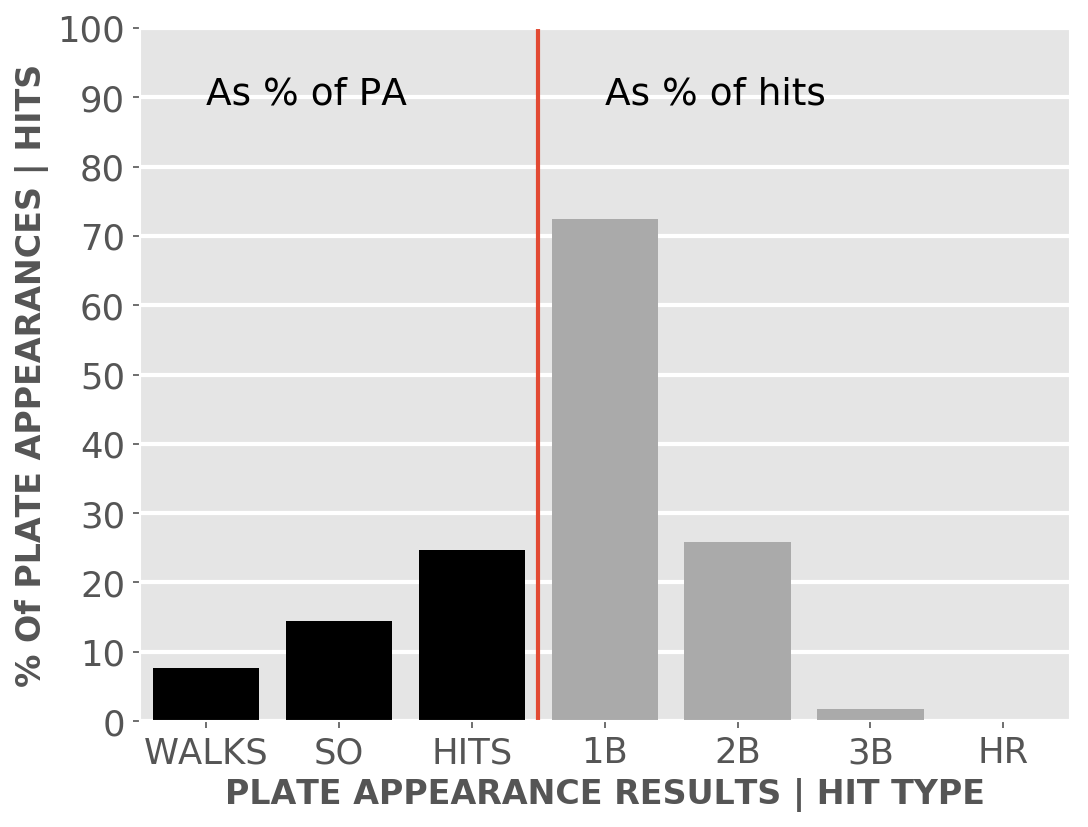 % Of PLATE APPEARANCES | HITS
100
90
80
70
60
50
40
30
20
10
0
As % of PA
As % of hits
WALKS SO HITS 1B 2B 3B HR
PLATE APPEARANCE RESULTS | HIT TYPE